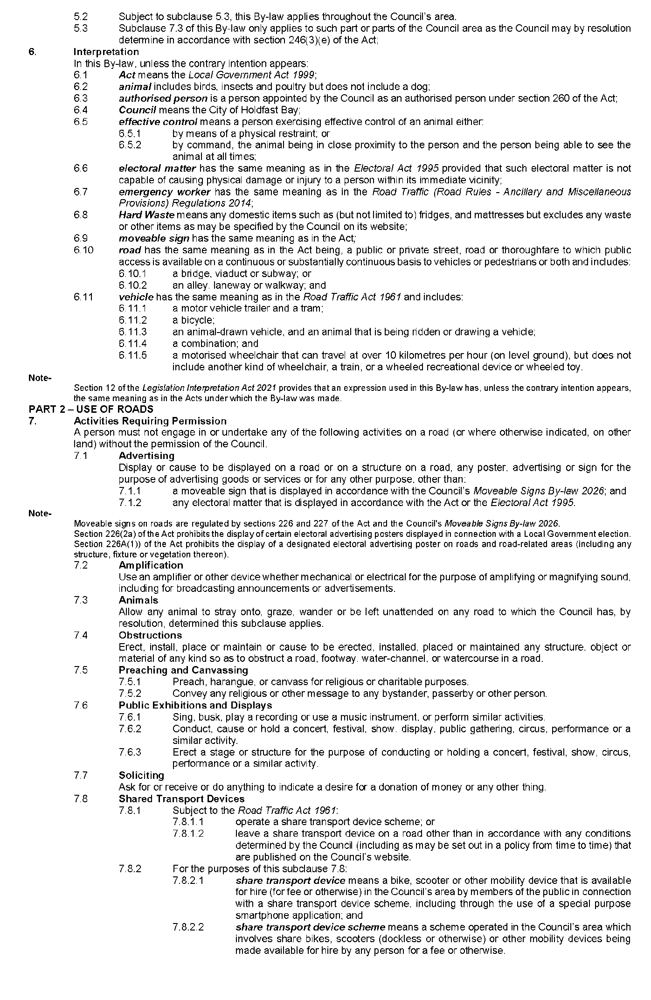 5.2 Subject to subclause 5.3, this By-law applies throughout the Council's area.
5.3 Subclause 7.3 of this By-law only applies to such part or parts of the Council area as the Council may by resolution
determine in accordance with section 246(3)(e) of the Act;
6. Interpretation
In this By-law, unless the contrary intention appears:
6.1 Act means the Local Government Act 1999;
6.2 animal includes birds, insects and poultry but does not include a dog;
6.3 authorised person is a person appointed by the Council as an authorised person under section 260 of the Act;
6.4 Council means the City of Holdfast Bay;
6.5 effective control means a person exercising effective control of an animal either:
6.5.1 by means of a physical restraint; or
6.5.2 by command, the animal being in close proximity to the person and the person being able to see the
animal at all times;
6.6 electoral matter has the same meaning as in the Electoral Act 1995 provided that such electoral matter is not
capable of causing physical damage or injury to a person within its immediate vicinity;
6.7 emergency worker has the same meaning as in the Road Traffic (Road Rules - Ancillary and Miscellaneous
Provisions) Regulations 2014;
6.8 Hard Waste means any domestic items such as (but not limited to) fridges, and mattresses but excludes any waste
or other items as may be specified by the Council on its website;
6.9 moveable sign has the same meaning as in the Act;
6.10 road has the same meaning as in the Act being, a public or private street, road or thoroughfare to which public
access is available on a continuous or substantially continuous basis to vehicles or pedestrians or both and includes:
6.10.1 a bridge, viaduct or subway; or
6.10.2 an alley, laneway or walkway; and
6.11 vehicle has the same meaning as in the Road Traffic Act 1961 and includes:
6.11.1 a motor vehicle trailer and a tram;
6.11.2 a bicycle;
6.11.3 an animal-drawn vehicle, and an animal that is being ridden or drawing a vehicle;
6.11.4 a combination; and
6.11.5 a motorised wheelchair that can travel at over 10 kilometres per hour (on level ground), but does not
include another kind of wheelchair, a train, or a wheeled recreational device or wheeled toy.
Note-
Section 12 of the Legislation Interpretation Act 2021 provides that an expression used in this By-law has, unless the contrary intention appears,
the same meaning as in the Acts under which the By-law was made.
PART 2 – USE OF ROADS
7. Activities Requiring Permission
A person must not engage in or undertake any of the following activities on a road (or where otherwise indicated, on other
land) without the permission of the Council.
7.1 Advertising
Display or cause to be displayed on a road or on a structure on a road, any poster, advertising or sign for the
purpose of advertising goods or services or for any other purpose, other than:
7.1.1 a moveable sign that is displayed in accordance with the Council's Moveable Signs By-law 2026; and
7.1.2 any electoral matter that is displayed in accordance with the Act or the Electoral Act 1995.
Note-
Moveable signs on roads are regulated by sections 226 and 227 of the Act and the Council's Moveable Signs By-law 2026.
Section 226(2a) of the Act prohibits the display of certain electoral advertising posters displayed in connection with a Local Government election.
Section 226A(1)) of the Act prohibits the display of a designated electoral advertising poster on roads and road-related areas (including any
structure, fixture or vegetation thereon).
7.2 Amplification
Use an amplifier or other device whether mechanical or electrical for the purpose of amplifying or magnifying sound,
including for broadcasting announcements or advertisements.
7.3 Animals
Allow any animal to stray onto, graze, wander or be left unattended on any road to which the Council has, by
resolution, determined this subclause applies.
7.4 Obstructions
Erect, install, place or maintain or cause to be erected, installed, placed or maintained any structure, object or
material of any kind so as to obstruct a road, footway, water-channel, or watercourse in a road.
7.5 Preaching and Canvassing
7.5.1 Preach, harangue, or canvass for religious or charitable purposes.
7.5.2 Convey any religious or other message to any bystander, passerby or other person.
7.6 Public Exhibitions and Displays
7.6.1 Sing, busk, play a recording or use a music instrument, or perform similar activities.
7.6.2 Conduct, cause or hold a concert, festival, show, display, public gathering, circus, performance or a
similar activity.
7.6.3 Erect a stage or structure for the purpose of conducting or holding a concert, festival, show, circus,
performance or a similar activity.
7.7 Soliciting
Ask for or receive or do anything to indicate a desire for a donation of money or any other thing.
7.8 Shared Transport Devices
7.8.1 Subject to the Road Traffic Act 1961:
7.8.1.1 operate a share transport device scheme; or
7.8.1.2 leave a share transport device on a road other than in accordance with any conditions
determined by the Council (including as may be set out in a policy from time to time) that
are published on the Council's website.
7.8.2 For the purposes of this subclause 7.8:
7.8.2.1 share transport device means a bike, scooter or other mobility device that is available
for hire (for fee or otherwise) in the Council's area by members of the public in connection
with a share transport device scheme, including through the use of a special purpose
smartphone application; and
7.8.2.2 share transport device scheme means a scheme operated in the Council's area which
involves share bikes, scooters (dockless or otherwise) or other mobility devices being
made available for hire by any person for a fee or otherwise.